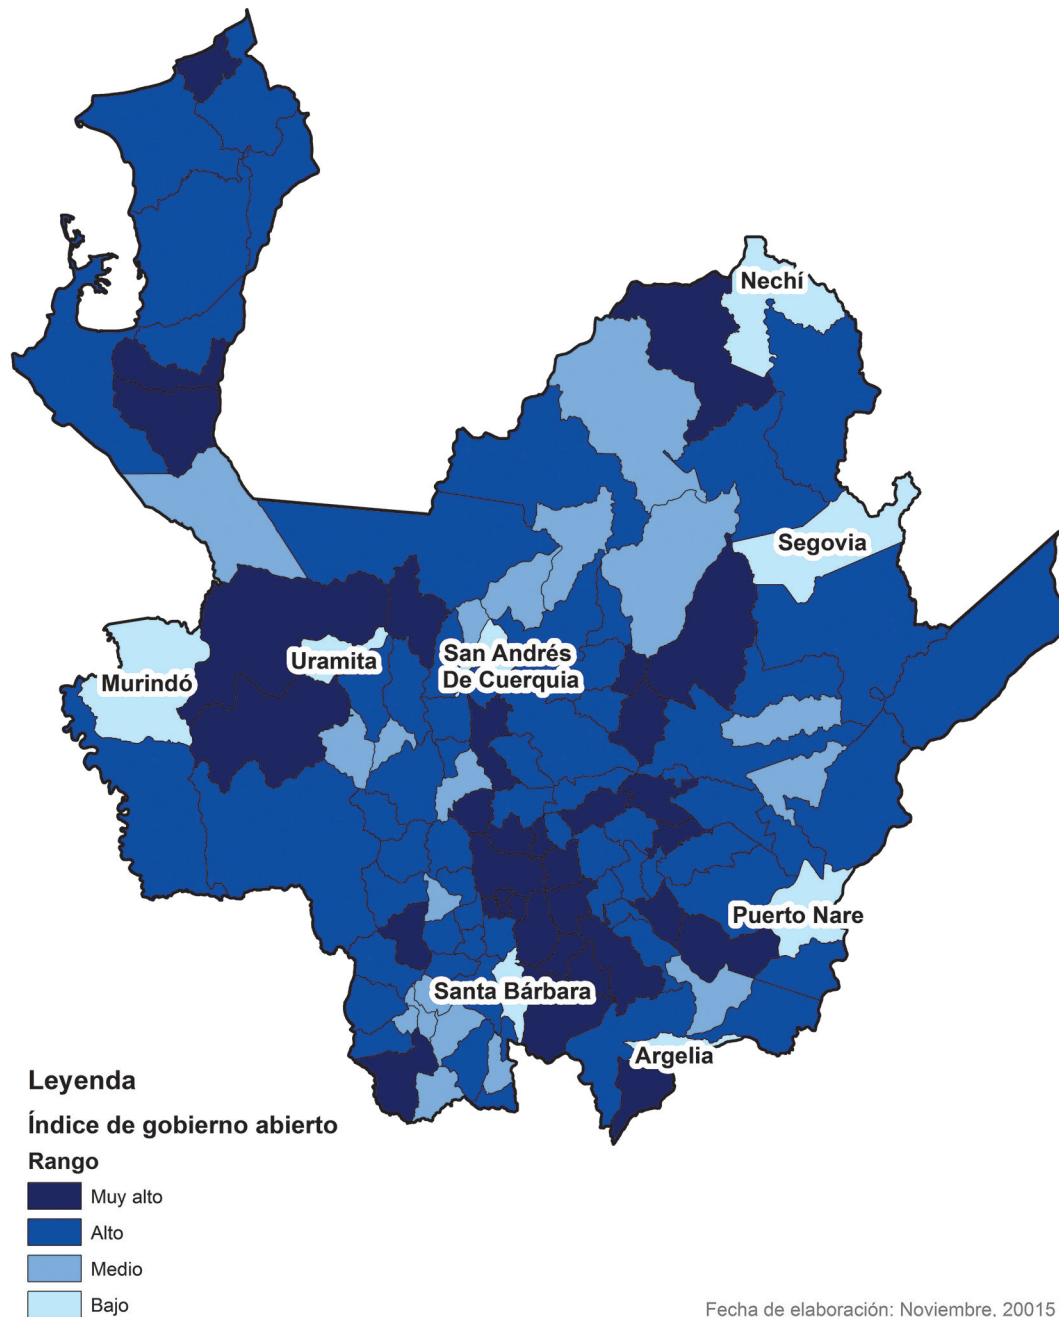 Nechí
Segovia
San Andrés
De Cuerquia
Uramita
Murindó
Puerto Nare
Santa Bárbara
Argelia
Leyenda
Índice de gobierno abierto
Rango
Muy alto
Alto
Medio
Bajo
Fecha de elaboración: Noviembre, 20015